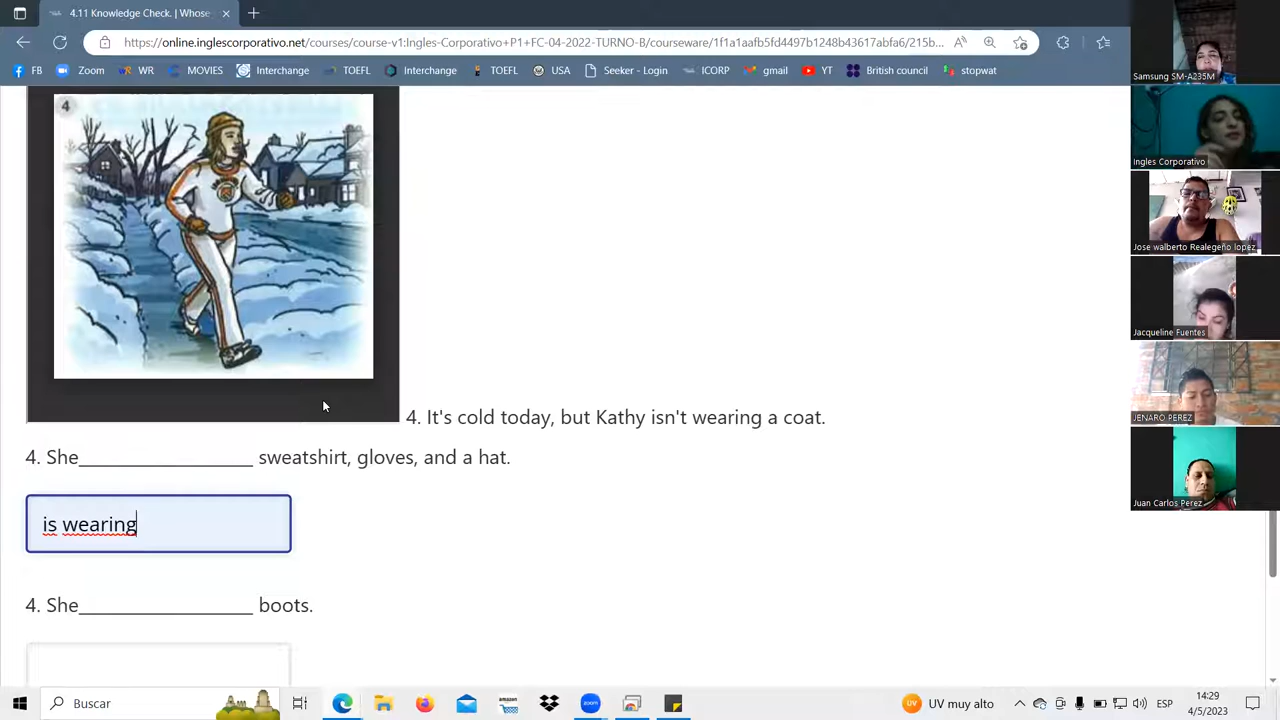 4.11 Knowledge Check. | Whose
https://online.inglescorporativo.net/courses/course-v1:Ingles-Corporativo+P1+FC-04-2022-TURNO-B/courseware/1f1a1aafb5fd4497b1248b43617abfa6/215b...
FB Zoom WR MOVIES Interchange TOEFL Interchange TOEFL USA Seeker - Login ICORP gmail YT British council stopwat
4
4. It's cold today, but Kathy isn't wearing a coat.
4. She__________________ sweatshirt, gloves, and a hat.
is wearing
4. She__________________ boots.
Samsung SM-A235M
Ingles Corporativo
Jose walberto Realegeño lopez
Jacqueline Fuentes
JENARO PEREZ
Juan Carlos Perez
Buscar
amazon
zoom
UV
UV muy alto
ESP
14:29
4/5/2023